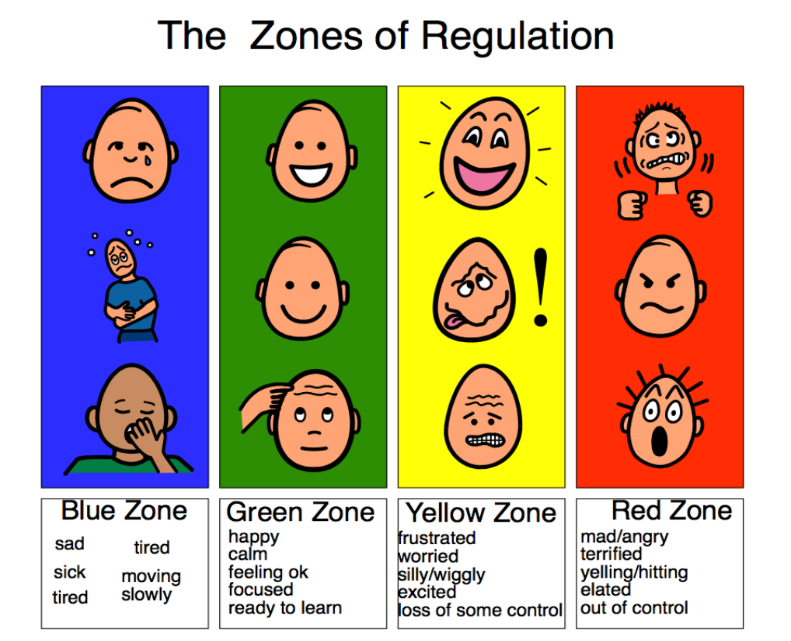 The Zones of Regulation
Blue Zone
sad
tired
sick
moving
slowly
tired
Green Zone
happy
calm
feeling ok
focused
ready to learn
Yellow Zone
frustrated
worried
silly/wiggly
excited
loss of some control
Red Zone
mad/angry
terrified
yelling/hitting
elated
out of control
!